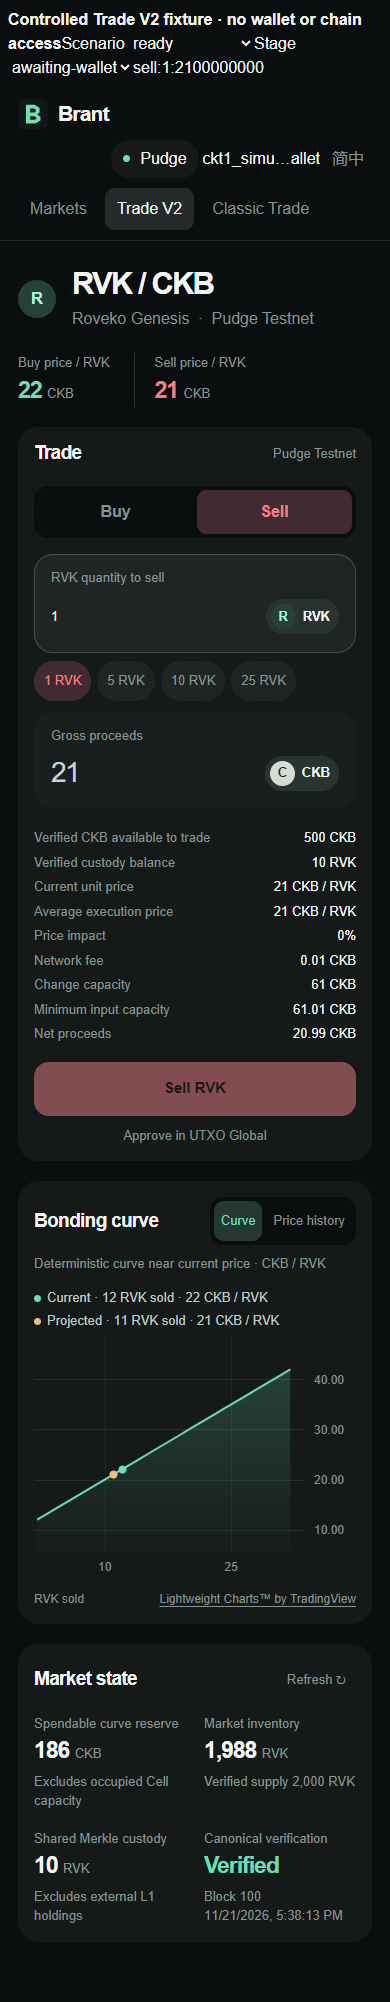 Controlled Trade V2 fixture · no wallet or chain
accessScenario ready Stage
awaiting-wallet sell:1:2100000000
B Brant
Pudge ckt1_simu...allet 简中
Markets Trade V2 Classic Trade
R RVK / CKB
Roveko Genesis · Pudge Testnet
Buy price / RVK Sell price / RVK
22 CKB 21 CKB
Trade Pudge Testnet
Buy Sell
RVK quantity to sell
1 R RVK
1 RVK 5 RVK 10 RVK 25 RVK
Gross proceeds
21 C CKB
Verified CKB available to trade 500 CKB
Verified custody balance 10 RVK
Current unit price 21 CKB / RVK
Average execution price 21 CKB / RVK
Price impact 0%
Network fee 0.01 CKB
Change capacity 61 CKB
Minimum input capacity 61.01 CKB
Net proceeds 20.99 CKB
Sell RVK
Approve in UTXO Global
Bonding curve Curve Price history
Deterministic curve near current price · CKB / RVK
Current · 12 RVK sold · 22 CKB / RVK
Projected · 11 RVK sold · 21 CKB / RVK
40.00
30.00
20.00
10.00
10 25
RVK sold Lightweight Charts™ by TradingView
Market state Refresh ↻
Spendable curve reserve Market inventory
186 CKB 1,988 RVK
Excludes occupied Cell Verified supply 2,000 RVK
capacity
Shared Merkle custody Canonical verification
10 RVK Verified
Excludes external L1 Block 100
holdings 11/21/2026, 5:38:13 PM